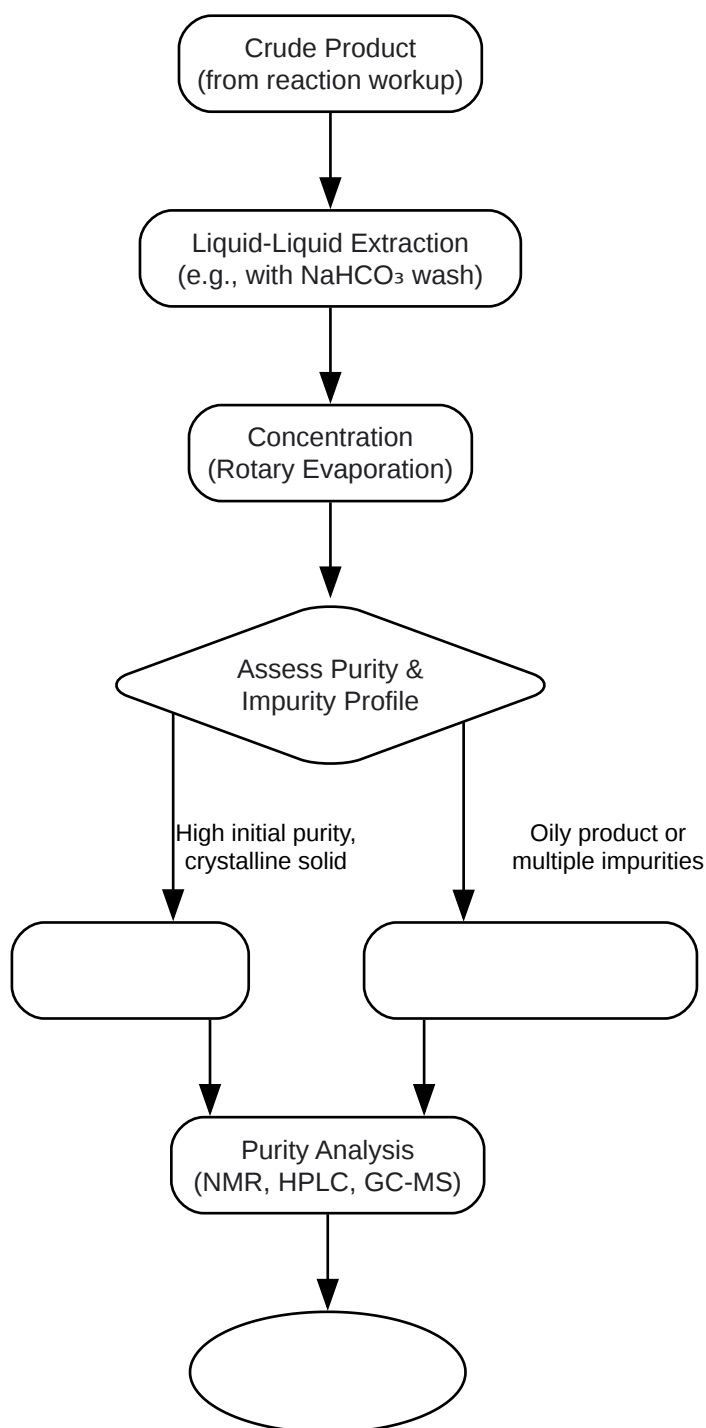 Crude Product
(from reaction workup)
Liquid-Liquid Extraction
(e.g., with NaHCO₃ wash)
Concentration
(Rotary Evaporation)
Assess Purity &
Impurity Profile
High initial purity,
crystalline solid
Oily product or
multiple impurities
Purity Analysis
(NMR, HPLC, GC-MS)